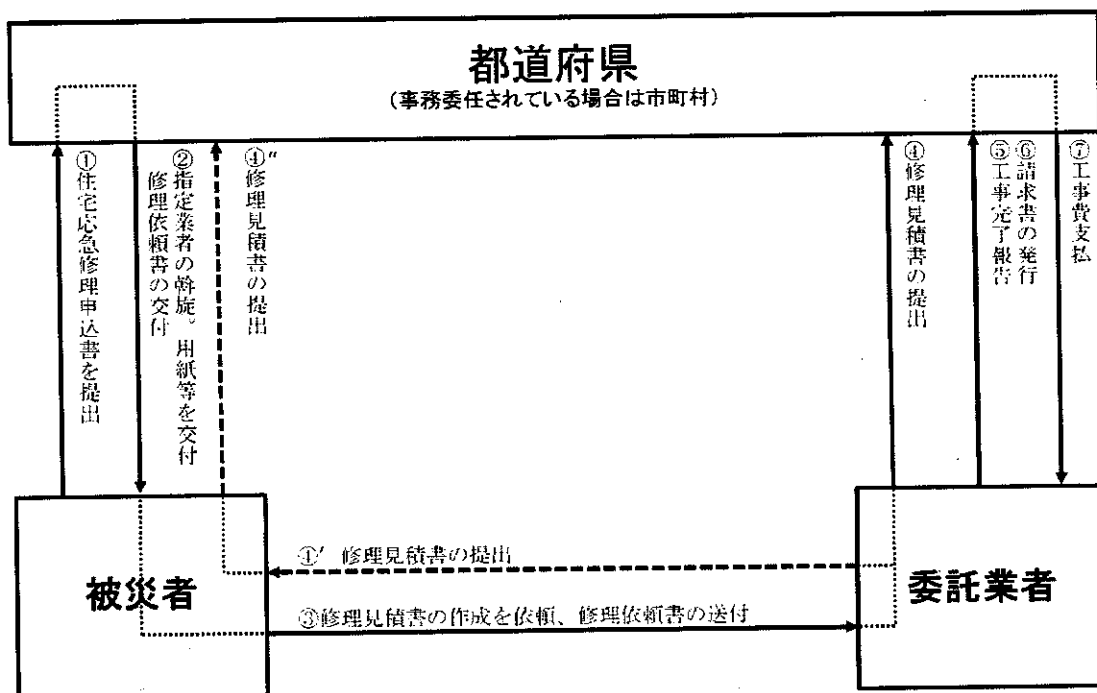 都道府県
(事務委任されている場合は市町村)
①住宅応急修理申込書を提出
②指定業者の斡旋。用紙等を交付
修理依頼書の交付
④″修理見積書の提出
④修理見積書の提出
⑤工事完了報告
⑥請求書の発行
⑦工事費支払
④′ 修理見積書の提出
被災者
委託業者
③修理見積書の作成を依頼、修理依頼書の送付